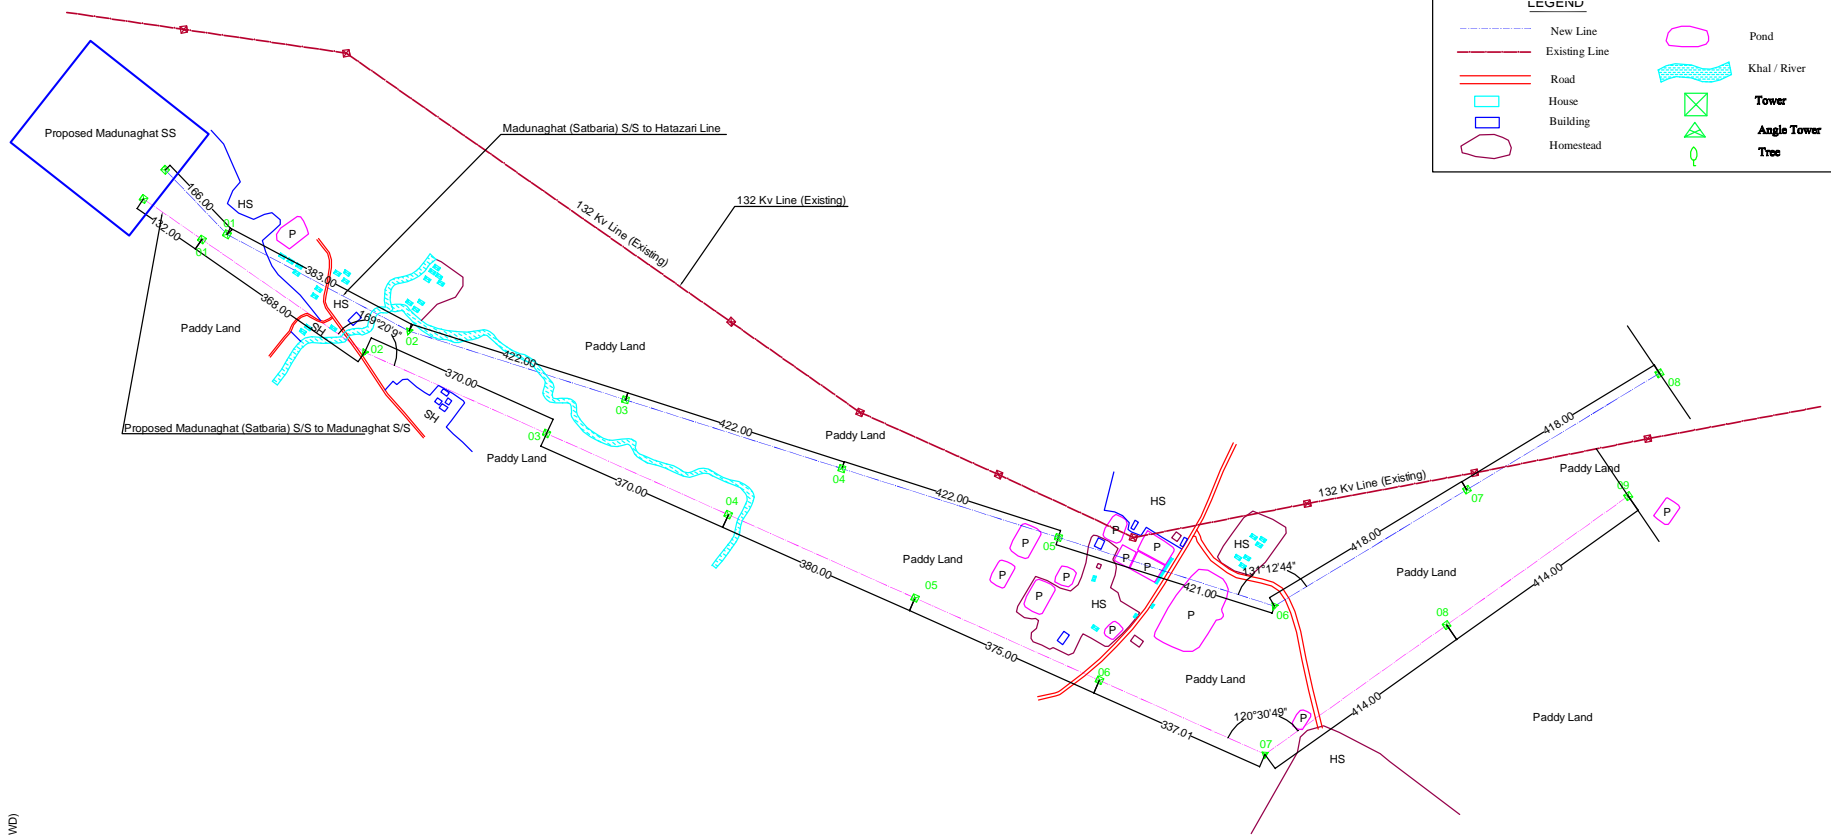 LEGEND
New Line
Existing Line
Road
House
Building
Homestead
Pond
Khal / River
Tower
Angle Tower
Tree
Proposed Madunaghat SS
Madunaghat (Satbaria) S/S to Hatazari Line
132 Kv Line (Existing)
132 Kv Line (Existing)
166.00
132.00
01
01
HS
P
383.00
368.00
HS
SH
Paddy Land
169°20'9"
02
02
Paddy Land
422.00
370.00
SH
Proposed Madunaghat (Satbaria) S/S to Madunaghat S/S
03
03
Paddy Land
422.00
Paddy Land
370.00
04
04
422.00
380.00
Paddy Land
05
05
P
P
P
P
P
P
P
P
P
HS
HS
HS
P
421.00
131°12'44"
06
375.00
06
Paddy Land
337.01
120°30'49"
07
P
HS
418.00
132 Kv Line (Existing)
07
418.00
08
Paddy Land
09
P
Paddy Land
414.00
08
414.00
Paddy Land
WD)